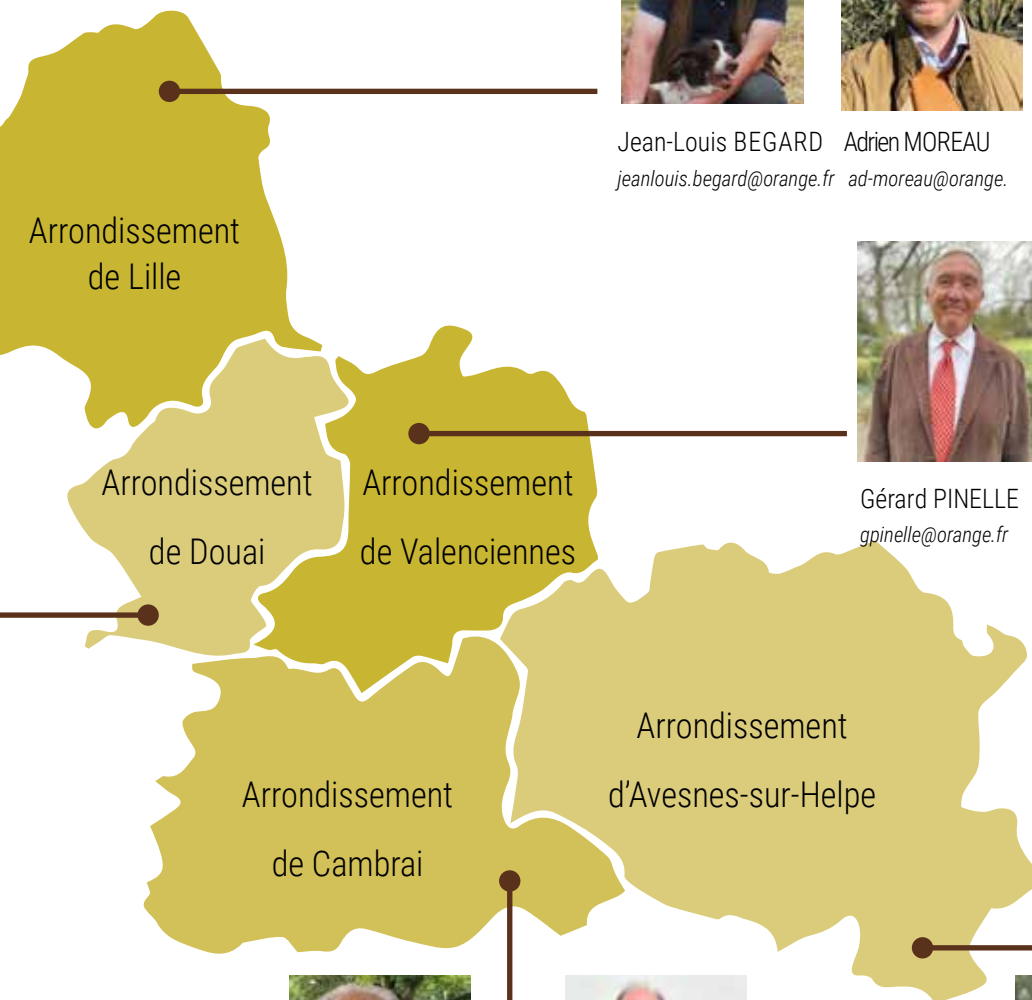 Jean-Louis BEGARD
Adrien MOREAU
jeanlouis.begard@orange.fr
ad-moreau@orange.
Arrondissement
de Lille
Gérard PINELLE
gpinelle@orange.fr
Arrondissement
de Douai
Arrondissement
de Valenciennes
Arrondissement
d’Avesnes-sur-Helpe
Arrondissement
de Cambrai